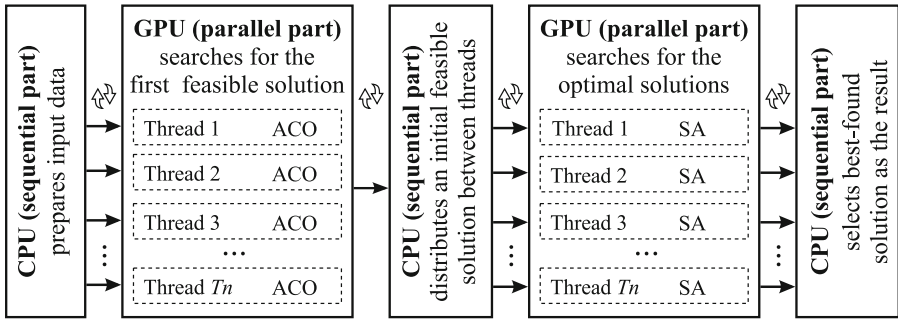 CPU (sequential part)
prepares input data
...
GPU (parallel part)
searches for the
first feasible solution
Thread 1 ACO
Thread 2 ACO
Thread 3 ACO
...
Thread Tn ACO
CPU (sequential part)
distributes an initial feasible
solution between threads
...
GPU (parallel part)
searches for the
optimal solutions
Thread 1 SA
Thread 2 SA
Thread 3 SA
...
Thread Tn SA
...
CPU (sequential part)
selects best-found
solution as the result